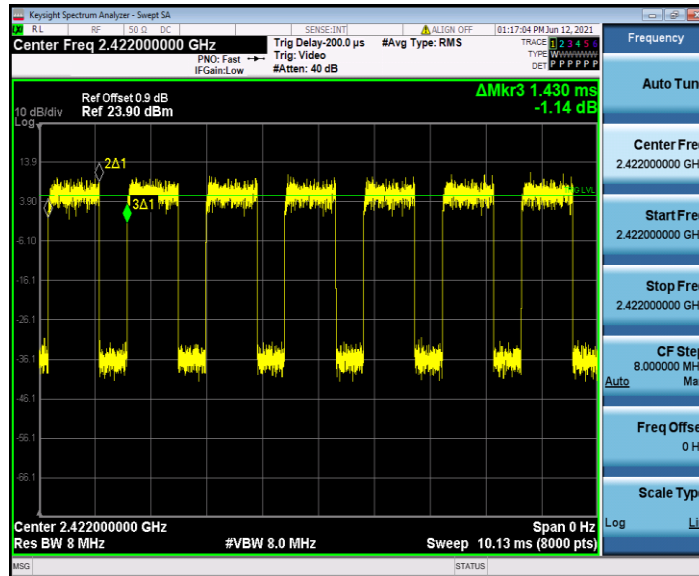 Keysight Spectrum Analyzer - Swept SA
RL RF 50 Ω DC SENSE:INT ALIGN OFF 01:17:04 PM Jun 12, 2021
Center Freq 2.422000000 GHz
PNO: Fast
IFGain:Low
Trig Delay-200.0 µs
Trig: Video
#Atten: 40 dB
#Avg Type: RMS
TRACE 1 2 3 4 5 6
TYPE WWWWWW
DET P P P P P P
Frequency
Ref Offset 0.9 dB
Ref 23.90 dBm
ΔMkr3 1.430 ms
-1.14 dB
10 dB/div
Log
13.9
3.90
-6.10
-16.1
-26.1
-36.1
-46.1
-56.1
-66.1
2Δ1
3Δ1
LVL
Center 2.422000000 GHz
Span 0 Hz
Res BW 8 MHz
#VBW 8.0 MHz
Sweep 10.13 ms (8000 pts)
Auto Tun
Center Fre
2.422000000 GH
Start Fre
2.422000000 GH
Stop Fre
2.422000000 GH
CF Step
8.000000 MH
Auto Ma
Freq Offse
0 H
Scale Type
Log Li
MSG STATUS